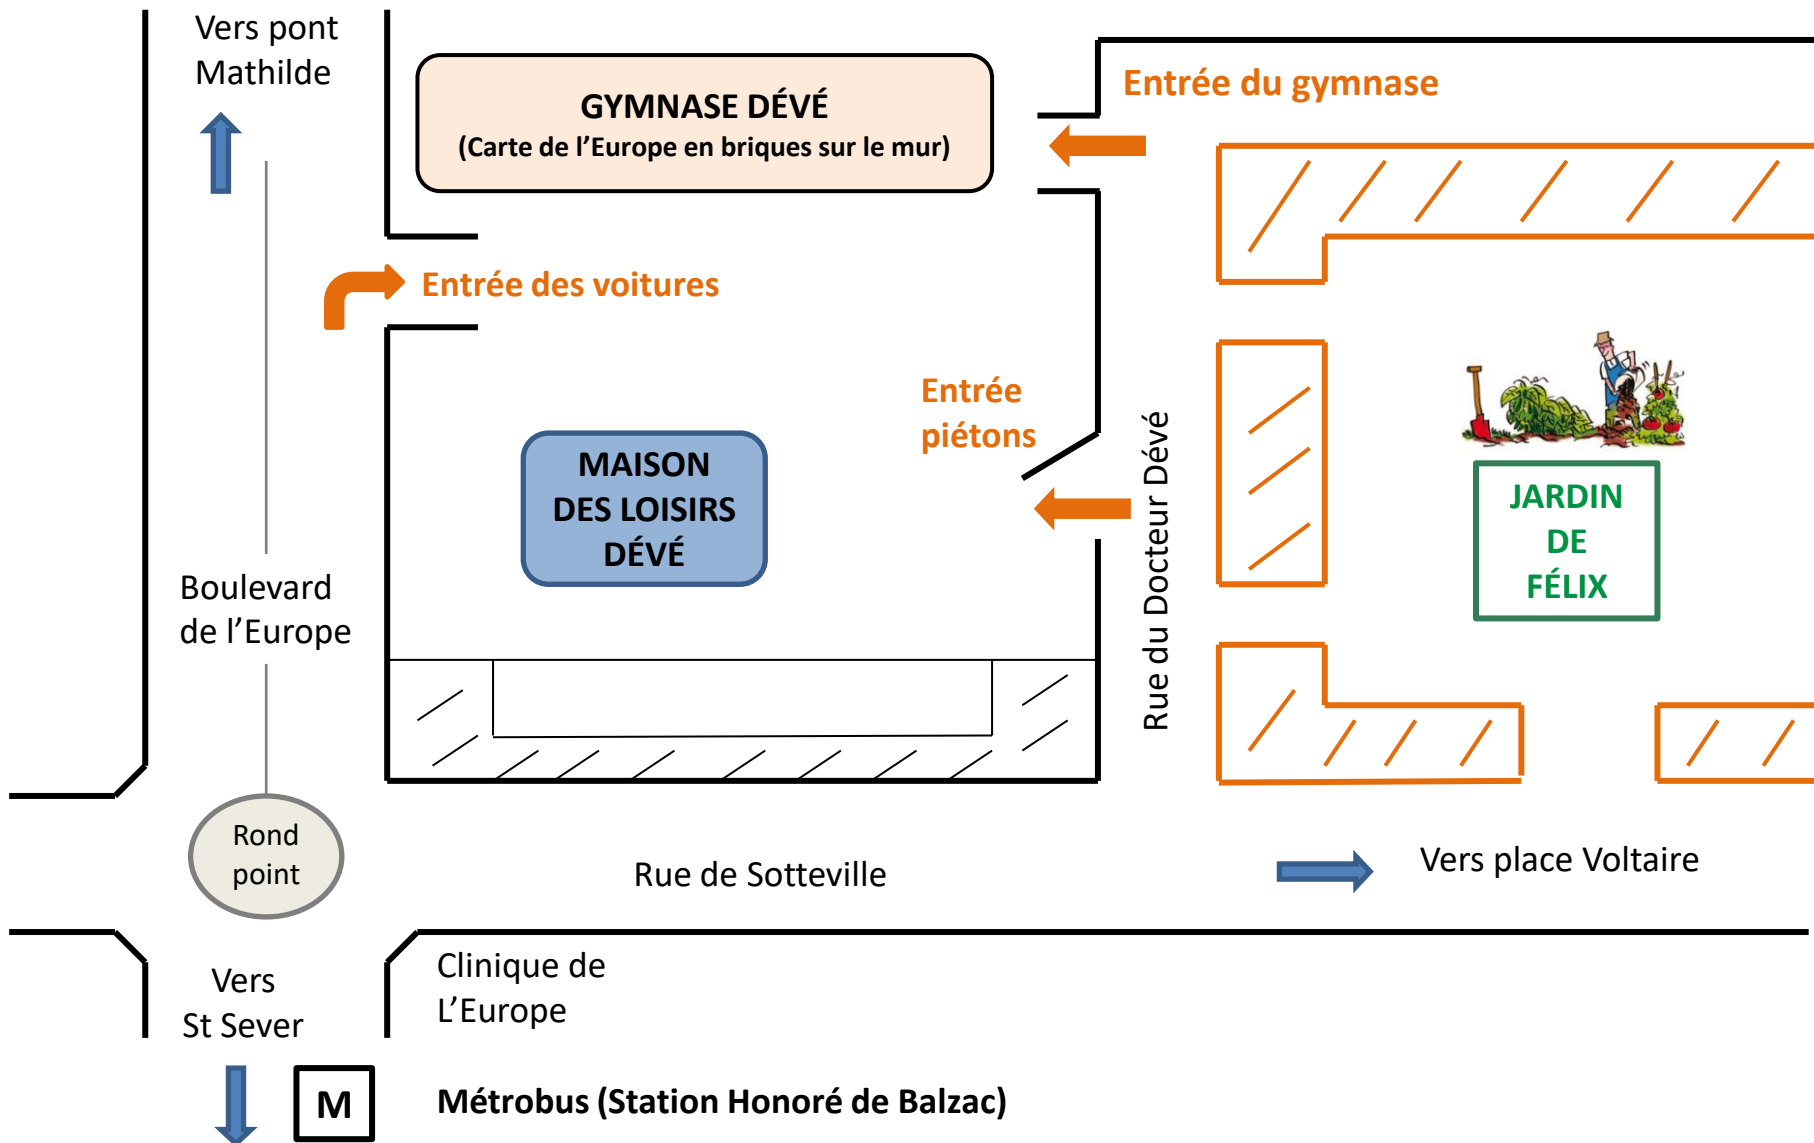 Vers pont
Mathilde
GYMNASE DÉVÉ
(Carte de l’Europe en briques sur le mur)
Entrée du gymnase
Entrée des voitures
Entrée
piétons
MAISON
DES LOISIRS
DÉVÉ
Rue du Docteur Dévé
JARDIN
DE
FÉLIX
Boulevard
de l’Europe
Rond
point
Rue de Sotteville
Vers place Voltaire
Vers
St Sever
Clinique de
L’Europe
M
Métrobus (Station Honoré de Balzac)